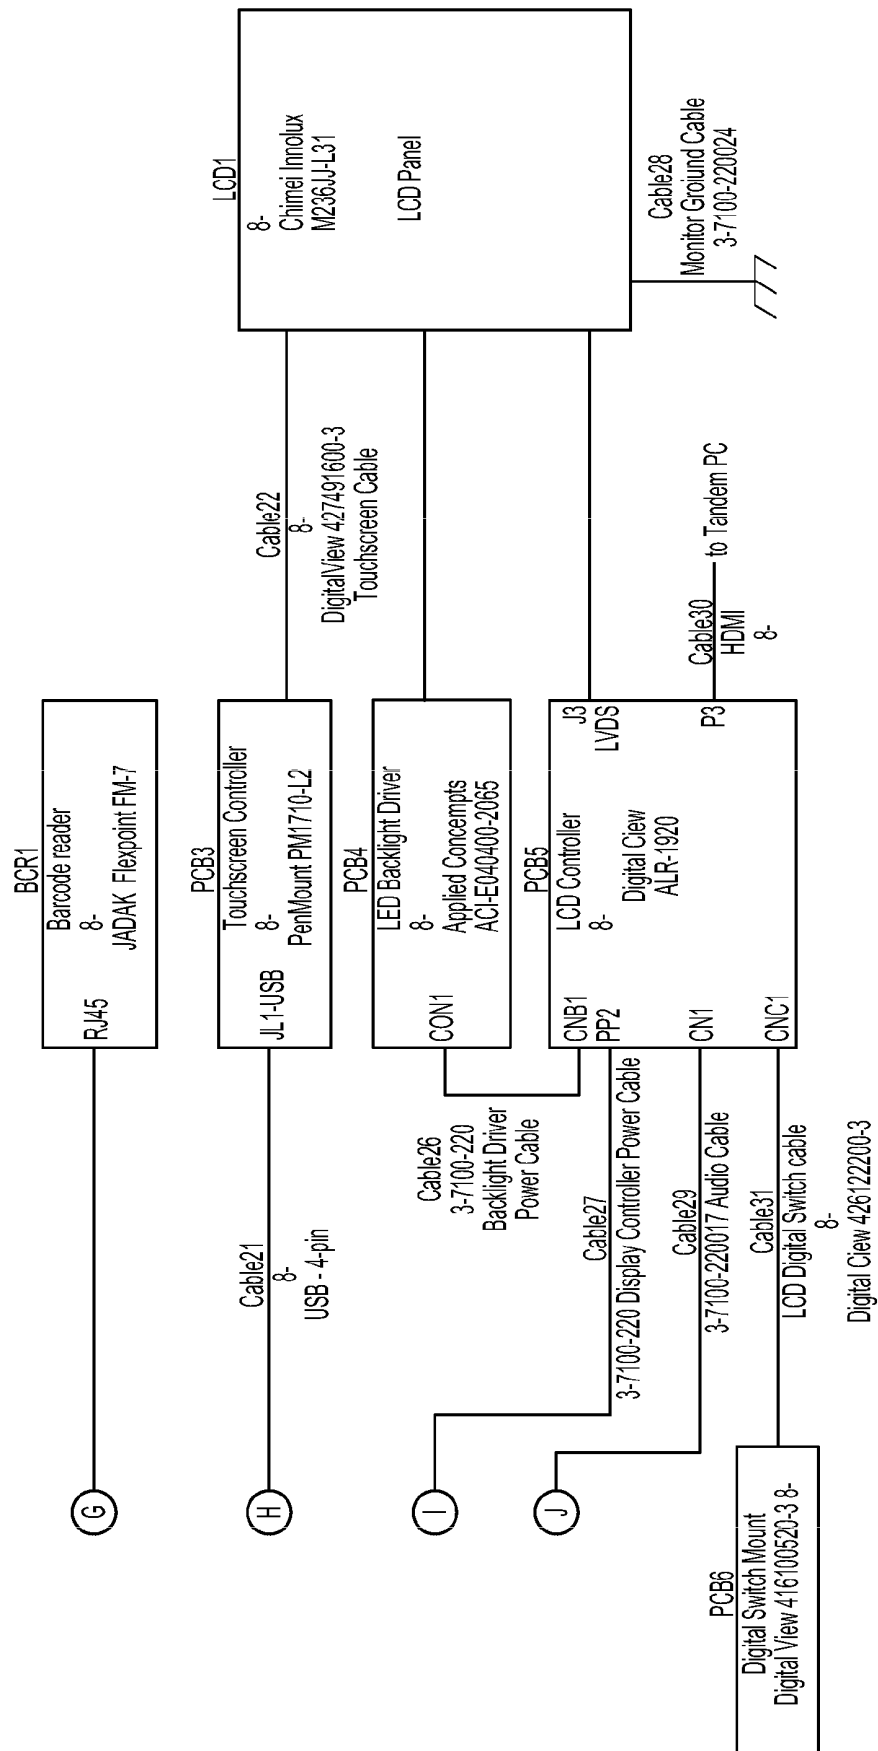 BCR1
Barcode reader
8-
JADAK Flexpoint FM-7
RJ45
G
PCB3
Touchscreen Controller
8-
PenMount PM1710-L2
JL1-USB
Cable21
8-
USB - 4-pin
H
Cable22
8-
DigitalView 427491600-3
Touchscreen Cable
LCD1
8-
Chimei Innolux
M236JJ-L31
LCD Panel
Cable28
Monitor Groiund Cable
3-7100-220024
PCB4
LED Backlight Driver
8-
Applied Concempts
ACI-E040400-2065
CON1
Cable26
3-7100-220
Backlight Driver
Power Cable
PCB5
LCD Controller
8-
Digital Ciew
ALR-1920
CNB1
PP2
CN1
CNC1
J3
LVDS
P3
Cable30
HDMI
8-
to Tandem PC
Cable27
3-7100-220 Display Controller Power Cable
I
Cable29
3-7100-220017 Audio Cable
J
Cable31
LCD Digital Switch cable
8-
Digital Ciew 426122200-3
PCB6
Digital Switch Mount
Digital View 416100520-3 8-